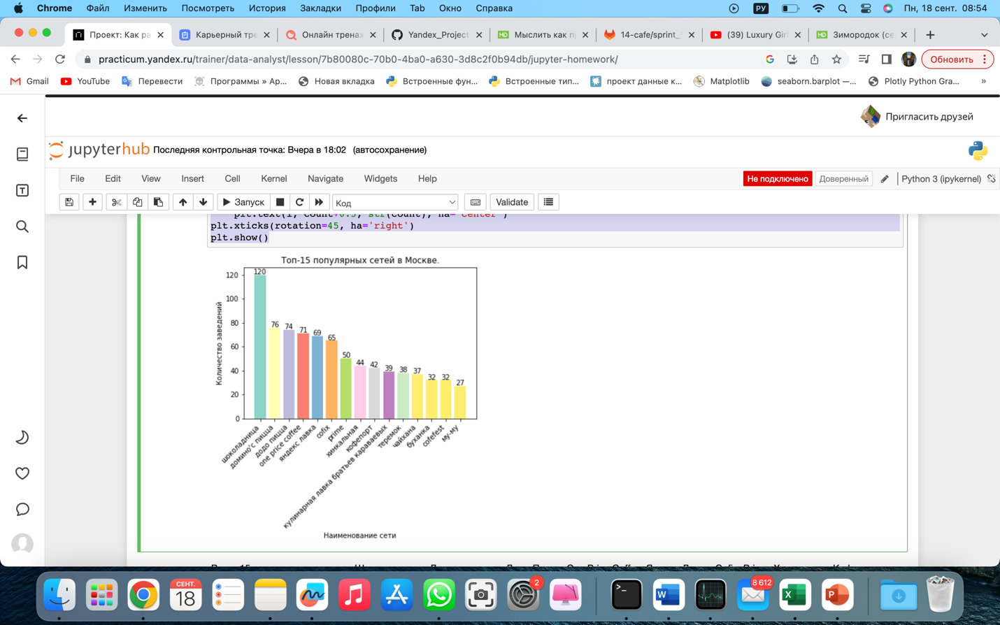 Chrome Файл Изменить Посмотреть История Закладки Профили Tab Окно Справка РУ Пн, 18 сент. 08:54
Проект: Как ра Карьерный тре Онлайн трена Yandex_Project HD Мыслить как п 14-cafe/sprint_ (39) Luxury Gir HD Зимородок (се
practicum.yandex.ru/trainer/data-analyst/lesson/7b80080c-70b0-4ba0-a630-3d8c2f0b94db/jupyter-homework/ Обновить
Gmail YouTube Перевести Программы » Ap... Новая вкладка Встроенные фун... Встроенные тип... проект данные к... Matplotlib seaborn.barplot —... Plotly Python Gra... »
Пригласить друзей
jupyterhub Последняя контрольная точка: Вчера в 18:02 (автосохранение)
File Edit View Insert Cell Kernel Navigate Widgets Help Не подключено Доверенный Python 3 (ipykernel)
Запуск Код Validate
plt.text(i, count+0.5, str(count), ha='center')
plt.xticks(rotation=45, ha='right')
plt.show()
Топ-15 популярных сетей в Москве.
Количество заведений
120
100
80
60
40
20
0
120 76 74 71 69 65 50 44 42 39 38 37 32 32 27
шоколадница
домино'с пицца
додо пицца
one price coffee
яндекс лавка
cofix
prime
хинкальная
кофепорт
кулинарная лавка братьев караваевых
теремок
чайхана
буханка
cofefest
му-му
Наименование сети
СЕНТ.
18
2
8 612